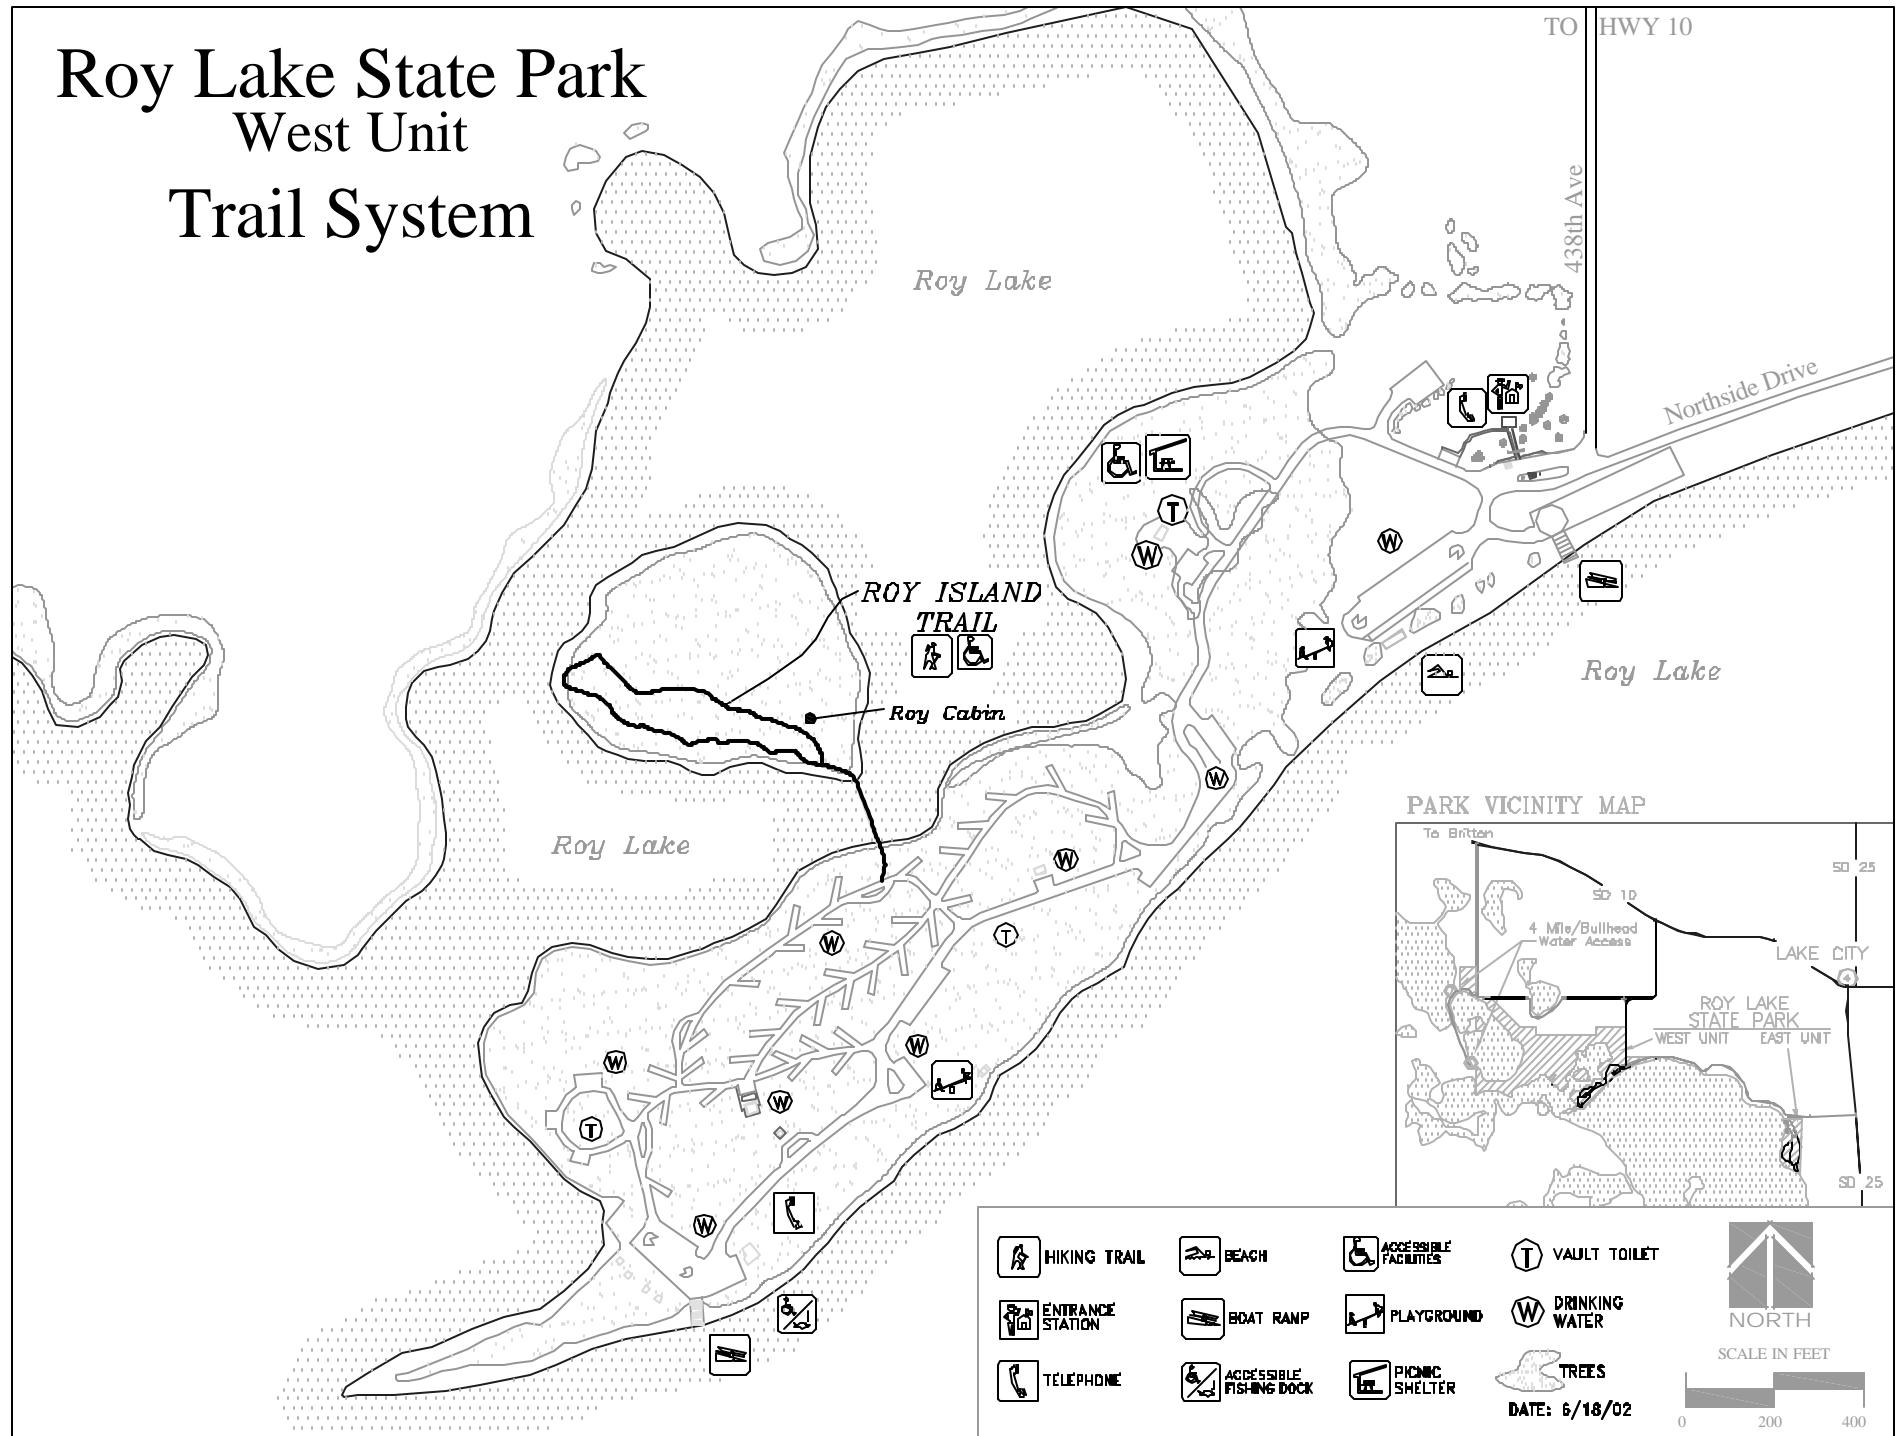 Roy Lake State Park
West Unit
Trail System
TO HWY 10
438th Ave
Roy Lake
Northside Drive
T
W
W
ROY ISLAND
TRAIL
Roy Lake
Roy Cabin
W
Roy Lake
W
W
T
W
W
W
T
W
W
PARK VICINITY MAP
To Britton
SD 25
SD 10
4 Mile/Bullhead
Water Access
LAKE CITY
4
ROY LAKE
STATE PARK
WEST UNIT EAST UNIT
SD 25
HIKING TRAIL
BEACH
ACCESSIBLE
FACILITIES
T VAULT TOILET
ENTRANCE
STATION
BOAT RAMP
PLAYGROUND
W DRINKING
WATER
TELEPHONE
ACCESSIBLE
FISHING DOCK
PICNIC
SHELTER
TREES
DATE: 6/18/02
NORTH
SCALE IN FEET
0 200 400